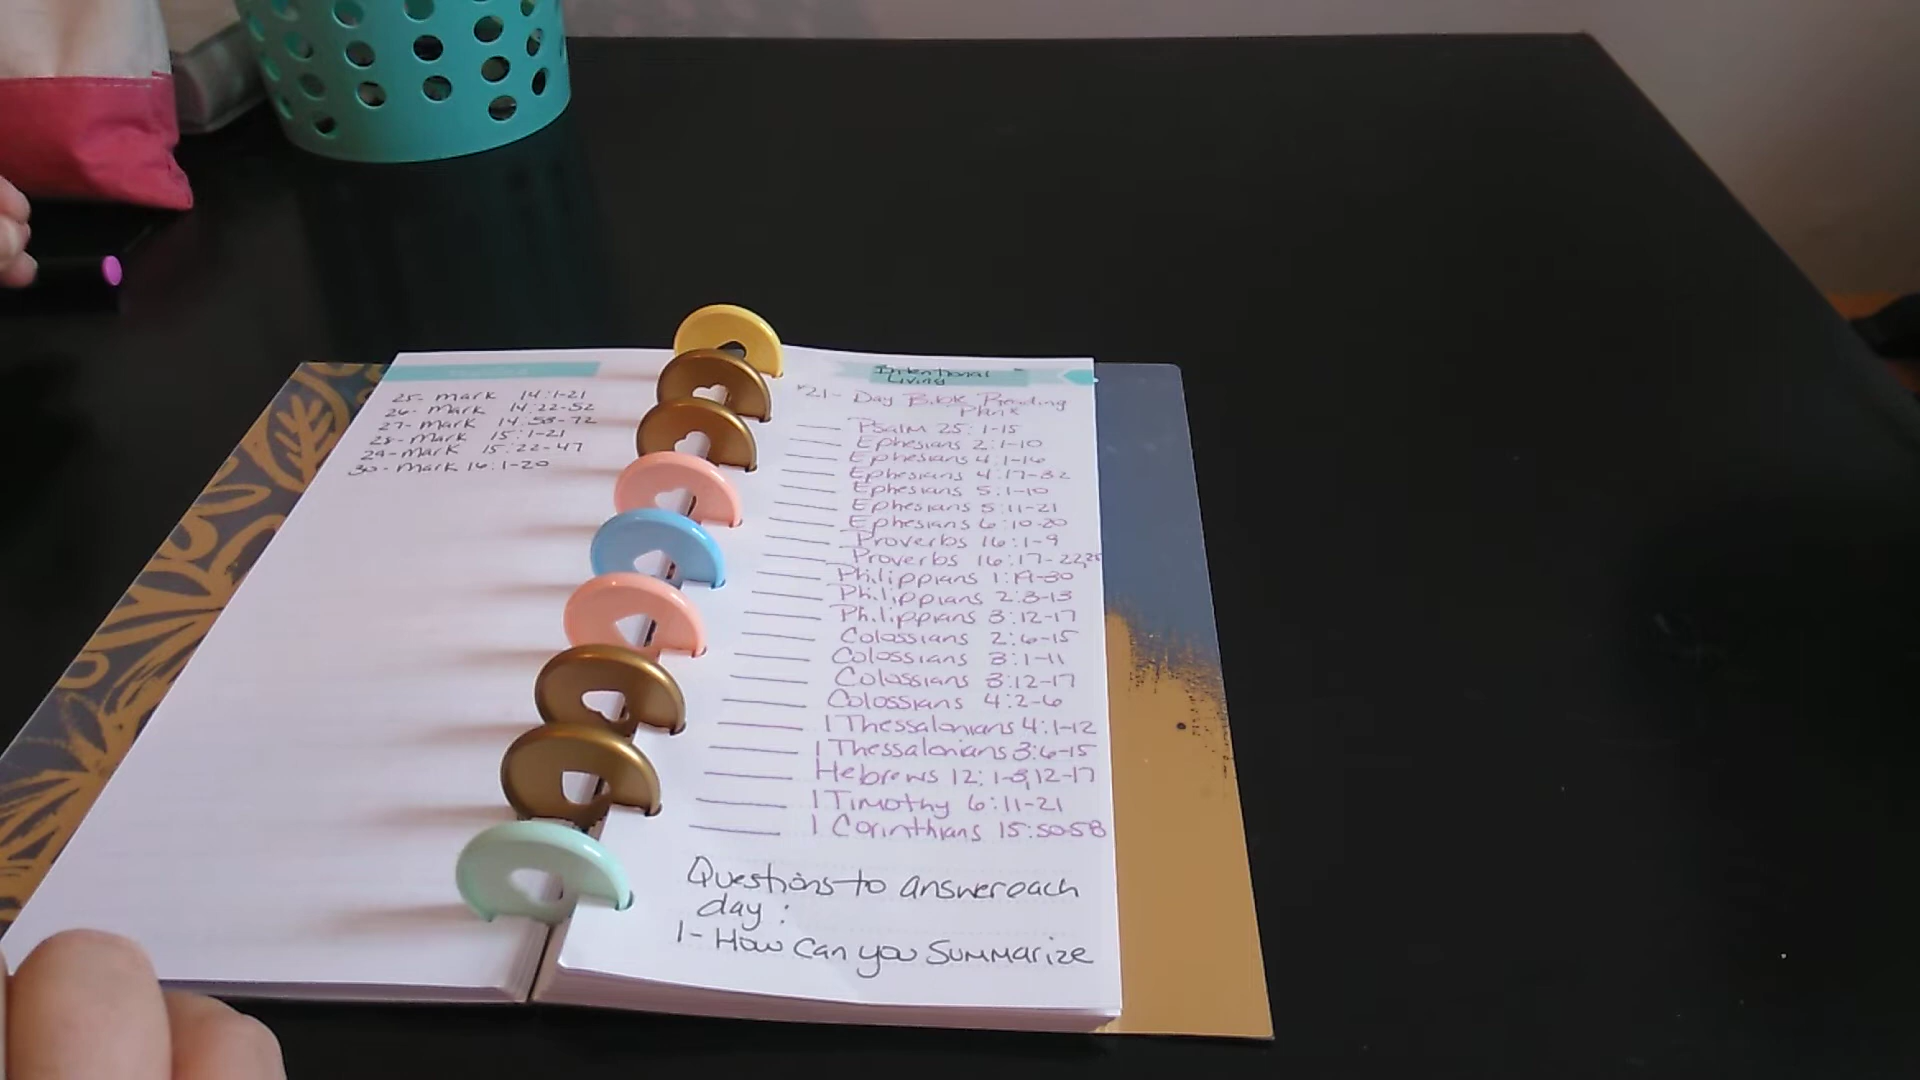 25- Mark 14:1-21
26- Mark 14:22-52
27- Mark 14:53-72
28- Mark 15:1-21
29- Mark 15:22-47
30- Mark 16:1-20
Intentional
Living
21- Day Bible Reading
Plan
Psalm 25:1-15
Ephesians 2:1-10
Ephesians 4:1-16
Ephesians 4:17-32
Ephesians 5:1-10
Ephesians 5:11-21
Ephesians 6:10-20
Proverbs 16:1-9
Proverbs 16:17-22,25
Philippians 1:19-30
Philippians 2:3-13
Philippians 3:12-17
Colossians 2:6-15
Colossians 3:1-11
Colossians 3:12-17
Colossians 4:2-6
1 Thessalonians 4:1-12
1 Thessalonians 3:6-15
Hebrews 12:1-3,12-17
1 Timothy 6:11-21
1 Corinthians 15:50-58
Questions to answer each
day:
1- How can you Summarize